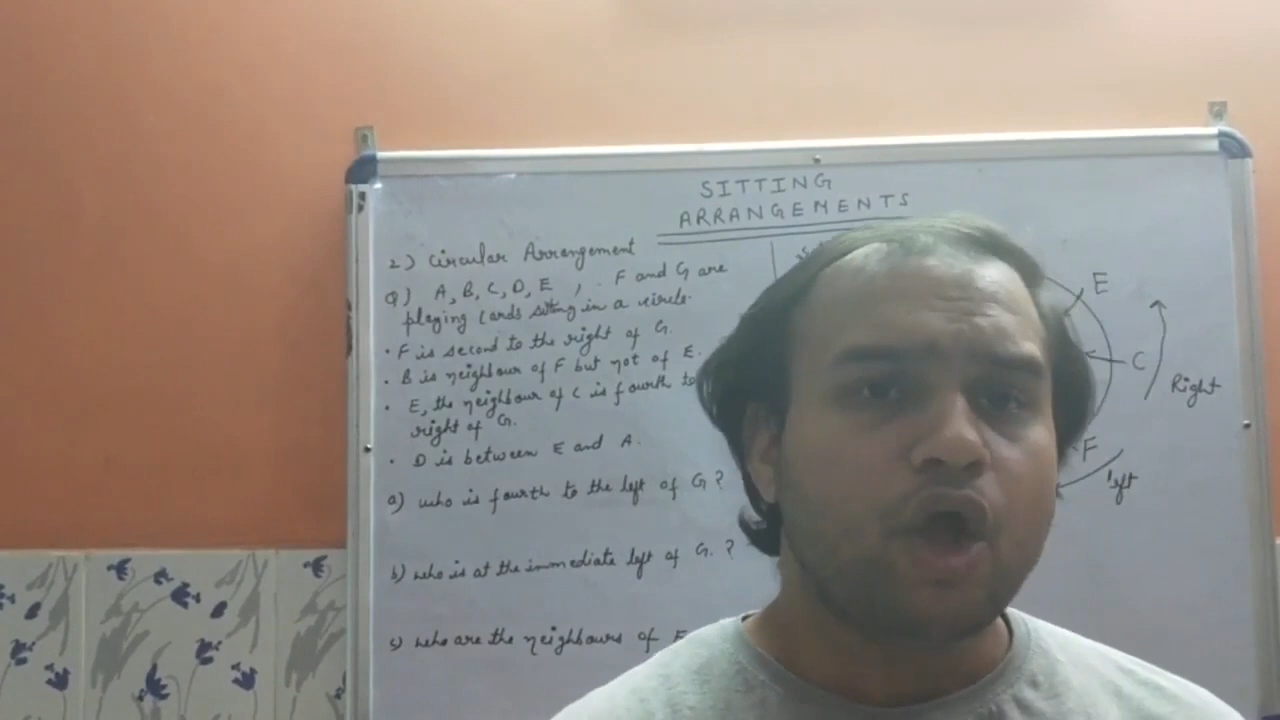 SITTING
ARRANGEMENTS
2) Circular Arrangement
Q) A, B, C, D, E , F and G are
playing cards sitting in a circle.
• F is second to the right of G.
• B is neighbour of F but not of E.
• E, the neighbour of C is fourth to
right of G.
• D is between E and A.
a) who is fourth to the left of G ?
b) who is at the immediate left of G. ?
c) who are the neighbours of
E
C
Right
F
left